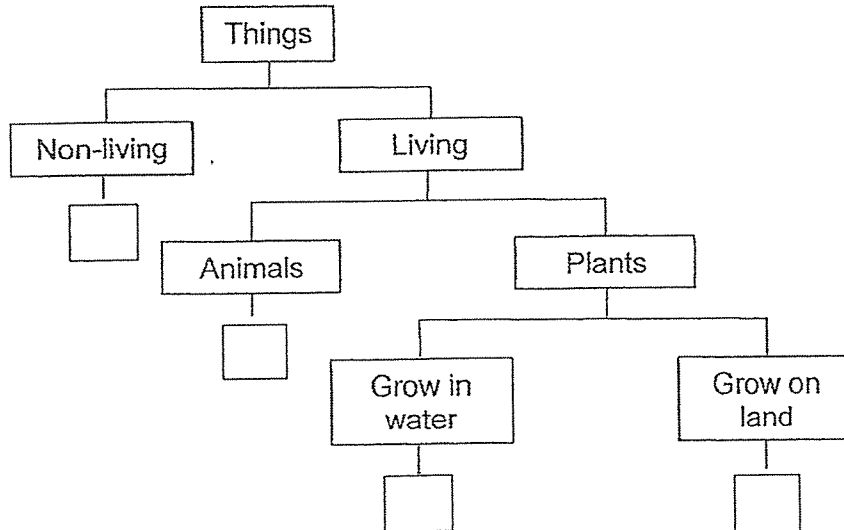 Things
Non-living
Living
Animals
Plants
Grow in
water
Grow on
land